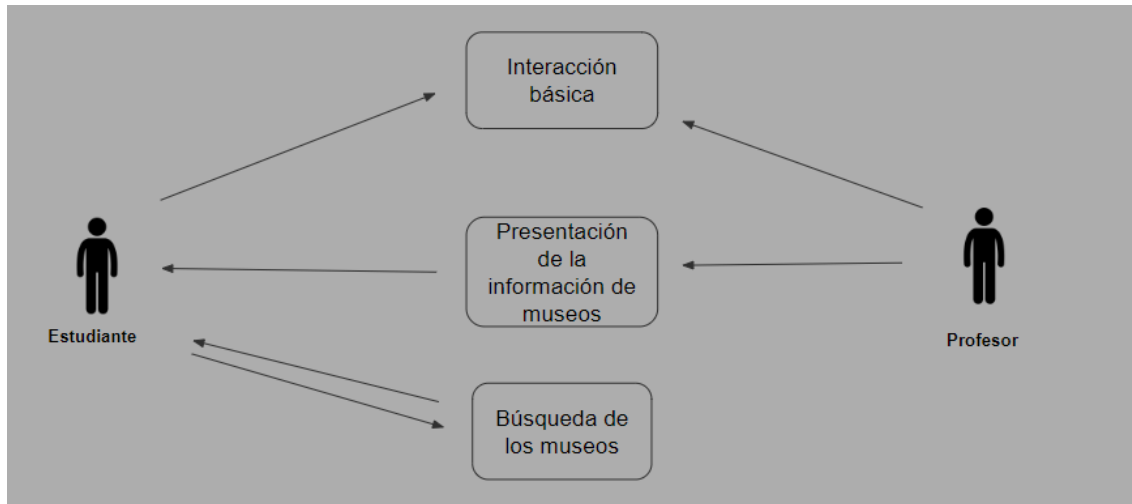 Interacción
básica
Presentación
de la
información de
museos
Estudiante
Profesor
Búsqueda de
los museos